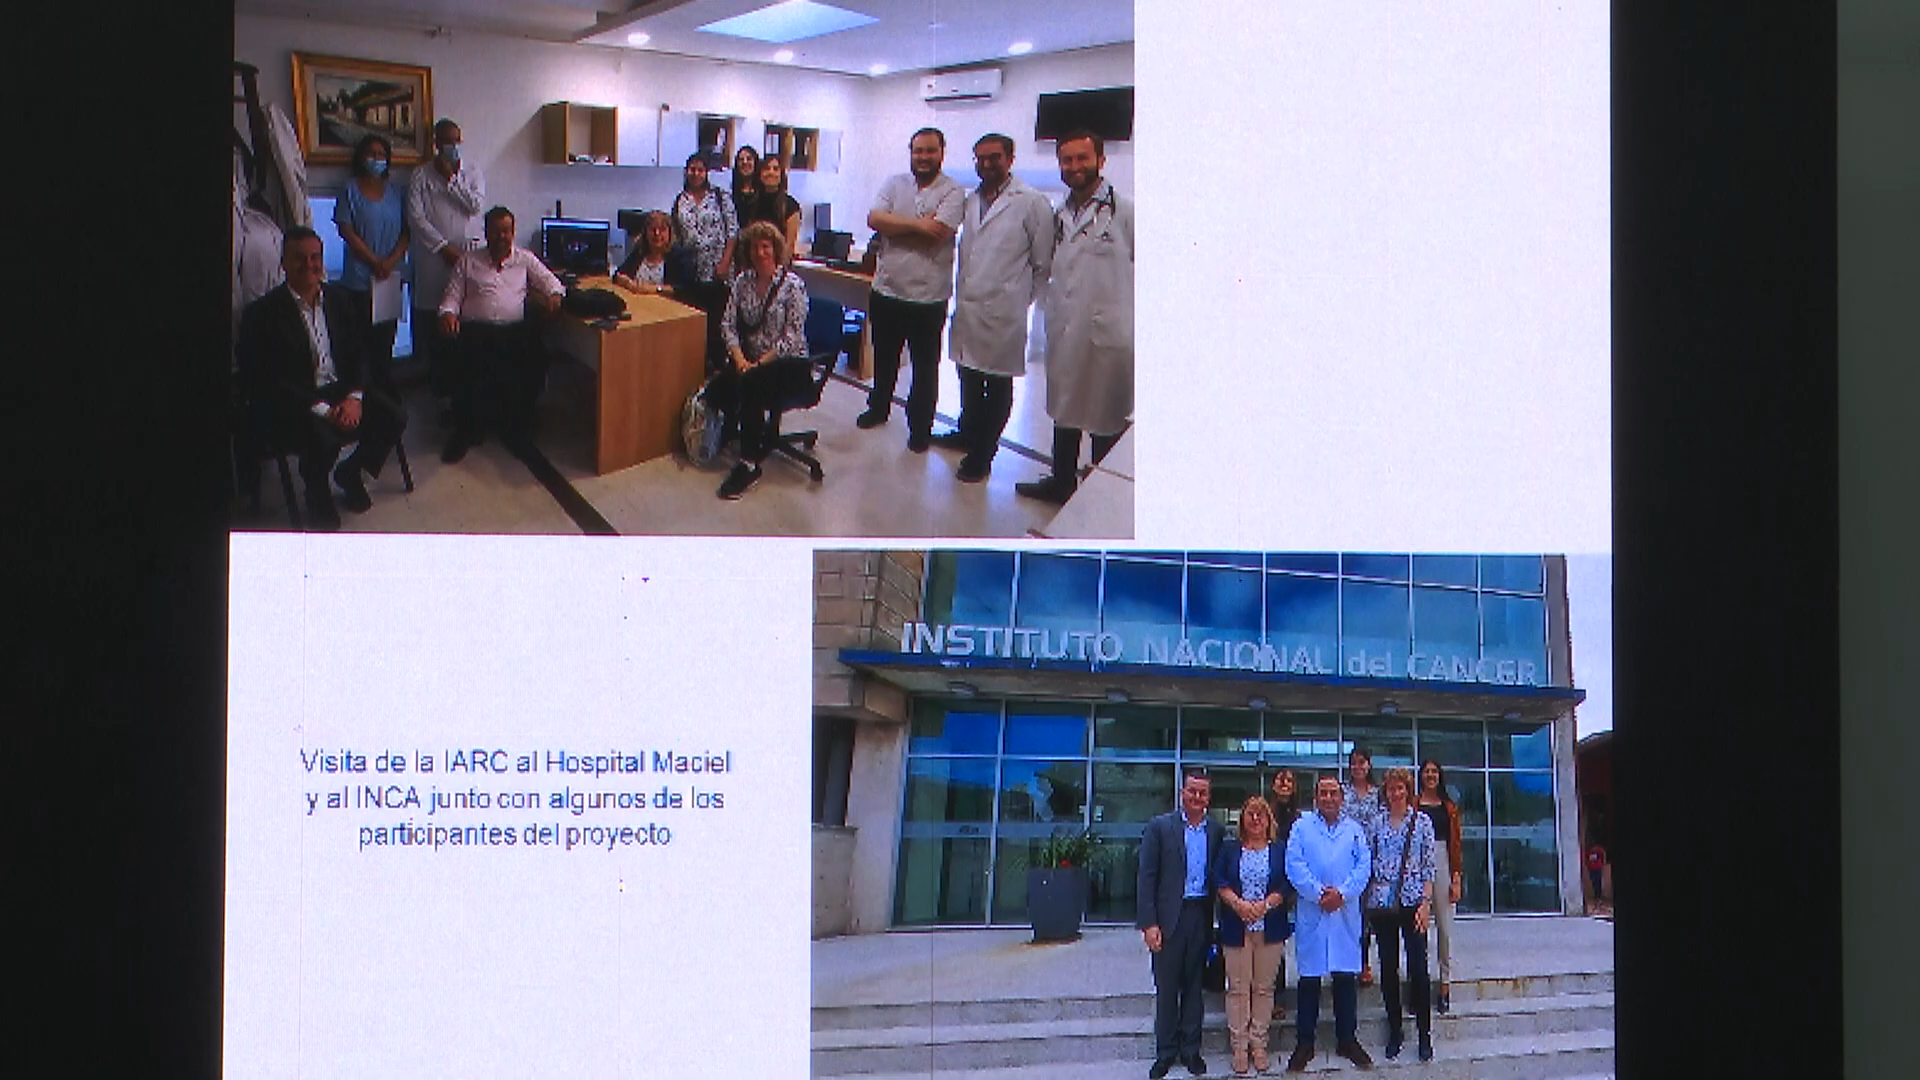 INSTITUTO NACIONAL del CANCER
Visita de la IARC al Hospital Maciel
y al INCA junto con algunos de los
participantes del proyecto